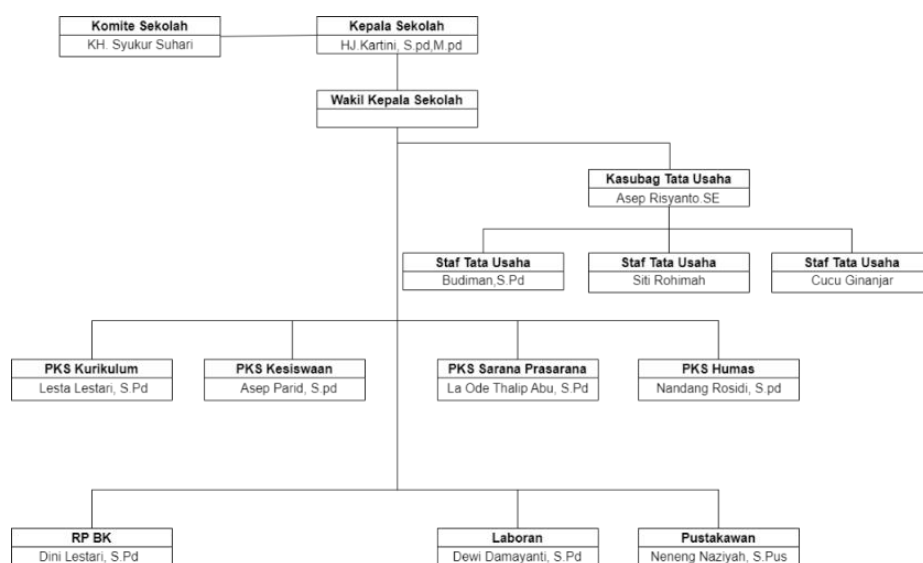 Komite Sekolah
KH. Syukur Suhari
Kepala Sekolah
HJ.Kartini, S.pd,M.pd
Wakil Kepala Sekolah
Kasubag Tata Usaha
Asep Risyanto.SE
Staf Tata Usaha
Budiman,S.Pd
Staf Tata Usaha
Siti Rohimah
Staf Tata Usaha
Cucu Ginanjar
PKS Kurikulum
Lesta Lestari, S.Pd
PKS Kesiswaan
Asep Parid, S.pd
PKS Sarana Prasarana
La Ode Thalip Abu, S.Pd
PKS Humas
Nandang Rosidi, S.pd
RP BK
Dini Lestari, S.Pd
Laboran
Dewi Damayanti, S.Pd
Pustakawan
Neneng Naziyah, S.Pus